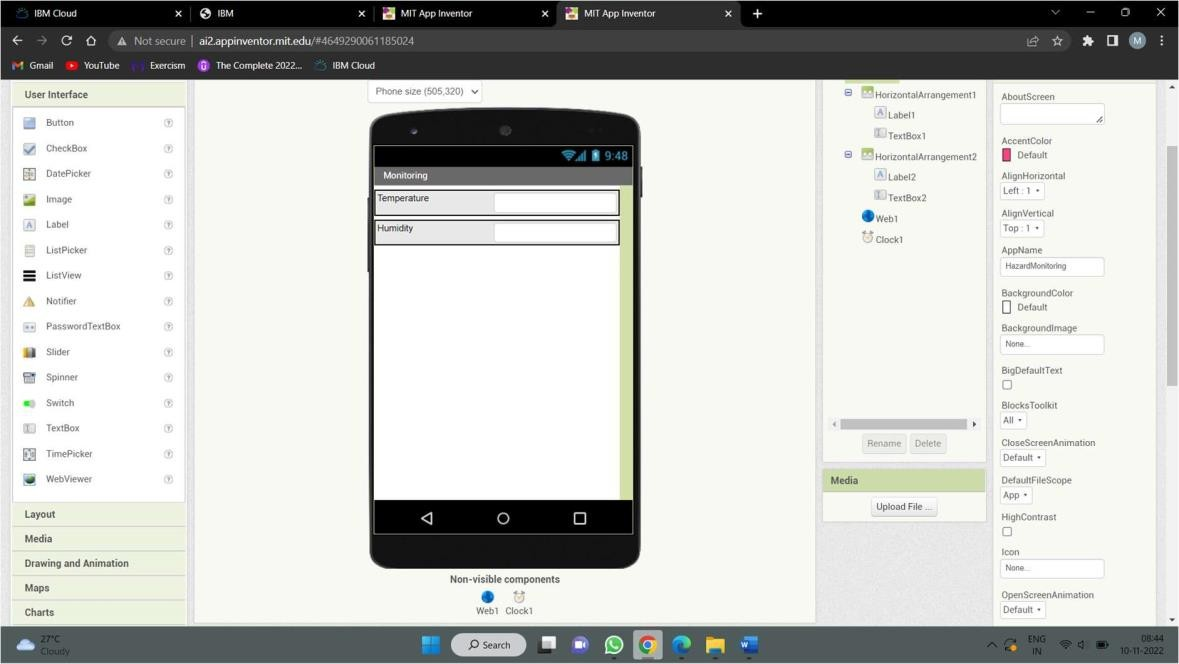 IBM Cloud
IBM
MIT App Inventor
MIT App Inventor
Not secure
ai2.appinventor.mit.edu/#4649290061185024
M
Gmail
YouTube
Exercism
The Complete 2022...
IBM Cloud
User Interface
Button
CheckBox
DatePicker
Image
Label
ListPicker
ListView
Notifier
PasswordTextBox
Slider
Spinner
Switch
TextBox
TimePicker
WebViewer
Layout
Media
Drawing and Animation
Maps
Charts
Phone size (505,320)
9:48
Monitoring
Temperature
Humidity
Non-visible components
Web1
Clock1
HorizontalArrangement1
Label1
TextBox1
HorizontalArrangement2
Label2
TextBox2
Web1
Clock1
Rename
Delete
Media
Upload File ...
AboutScreen
AccentColor
Default
AlignHorizontal
Left : 1
AlignVertical
Top : 1
AppName
HazardMonitoring
BackgroundColor
Default
BackgroundImage
None...
BigDefaultText
BlocksToolkit
All
CloseScreenAnimation
Default
DefaultFileScope
App
HighContrast
Icon
None...
OpenScreenAnimation
Default
27°C
Cloudy
Search
ENG
IN
08:44
10-11-2022